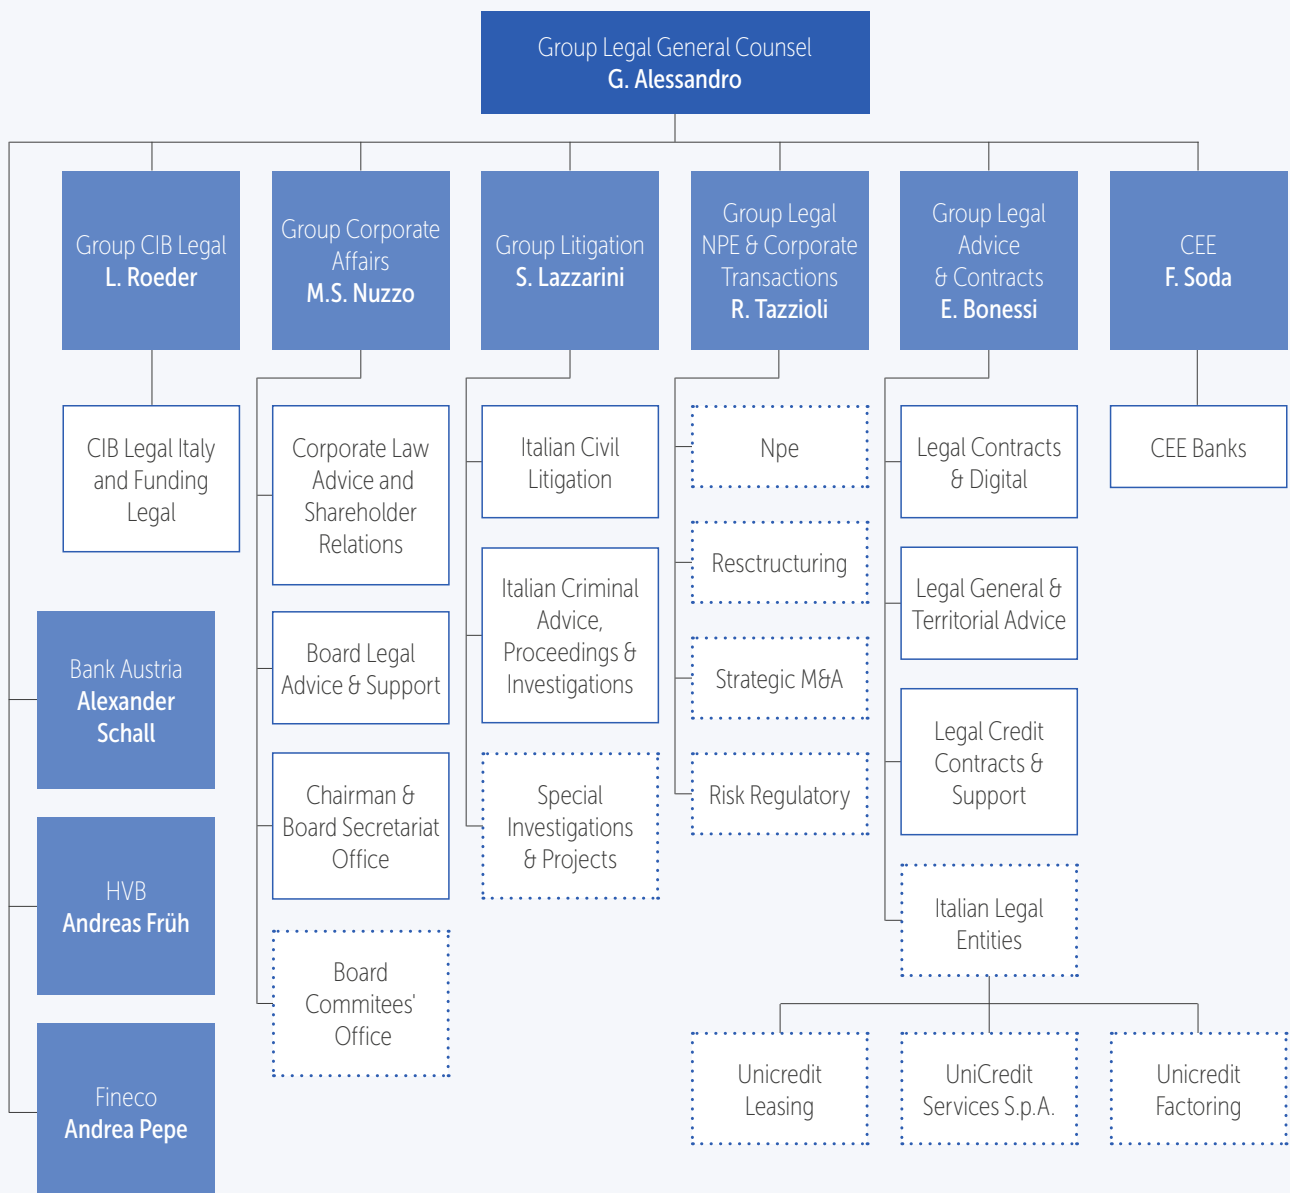 Group Legal General Counsel
G. Alessandro
Group CIB Legal
L. Roeder
Group Corporate
Affairs
M.S. Nuzzo
Group Litigation
S. Lazzarini
Group Legal
NPE & Corporate
Transactions
R. Tazzioli
Group Legal
Advice
& Contracts
E. Bonessi
CEE
F. Soda
CIB Legal Italy
and Funding
Legal
Corporate Law
Advice and
Shareholder
Relations
Board Legal
Advice & Support
Chairman &
Board Secretariat
Office
Board
Commitees'
Office
Italian Civil
Litigation
Italian Criminal
Advice,
Proceedings &
Investigations
Special
Investigations
& Projects
Npe
Resctructuring
Strategic M&A
Risk Regulatory
Legal Contracts
& Digital
Legal General &
Territorial Advice
Legal Credit
Contracts &
Support
Italian Legal
Entities
Unicredit
Leasing
UniCredit
Services S.p.A.
Unicredit
Factoring
CEE Banks
Bank Austria
Alexander
Schall
HVB
Andreas Früh
Fineco
Andrea Pepe